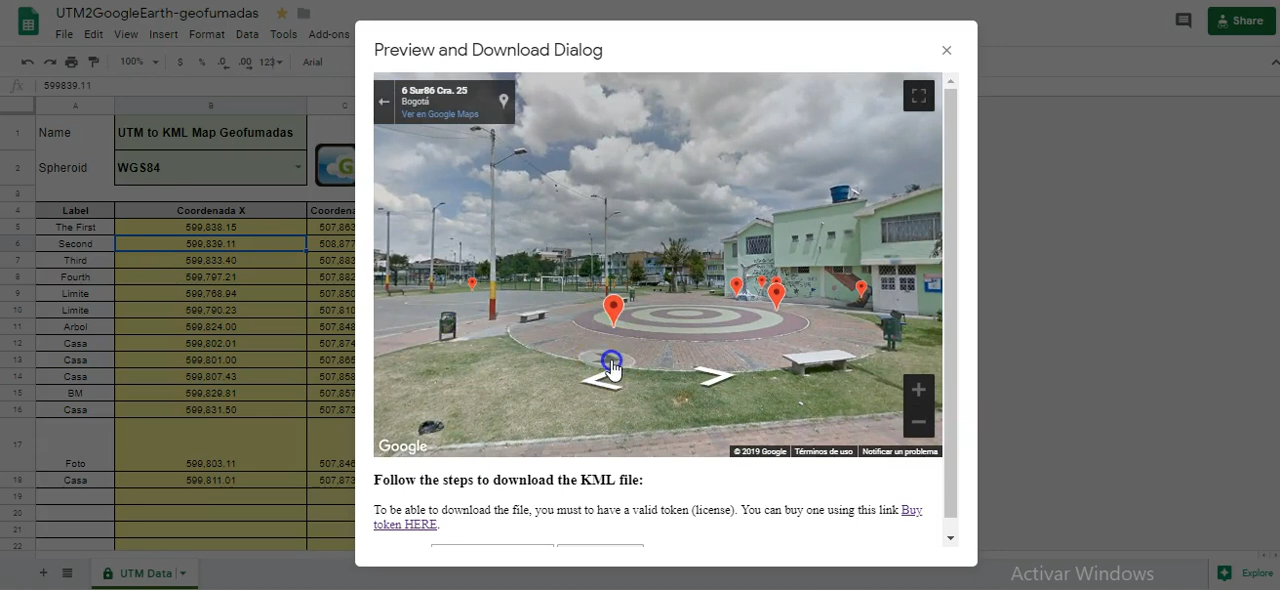 UTM2GoogleEarth-geofumadas
File Edit View Insert Format Data Tools Add-ons
Share
100% $ % .0 .00 123 Arial
fx 599839.11
A B C
1 Name UTM to KML Map Geofumadas
2 Spheroid WGS84
3
4 Label Coordenada X Coordena
5 The First 599,838.15 507,863
6 Second 599,839.11 508,877
7 Third 599,833.40 507,883
8 Fourth 599,797.21 507,882
9 Limite 599,768.94 507,850
10 Limite 599,790.23 507,810
11 Arbol 599,824.00 507,848
12 Casa 599,802.01 507,874
13 Casa 599,801.00
14 Casa 599,807.43
15 BM 599,829.81 507,857
16 Casa 599,831.50 507,873
17 Foto 599,803.11 507,846
18 Casa 599,811.01 507,873
19
20
21
22
+ UTM Data
Preview and Download Dialog
6 Sur86 Cra. 25
Bogotá
Ver en Google Maps
Google
© 2019 Google Términos de uso Notificar un problema
Follow the steps to download the KML file:
To be able to download the file, you must to have a valid token (license). You can buy one using this link Buy
token HERE.
Activar Windows
Explore